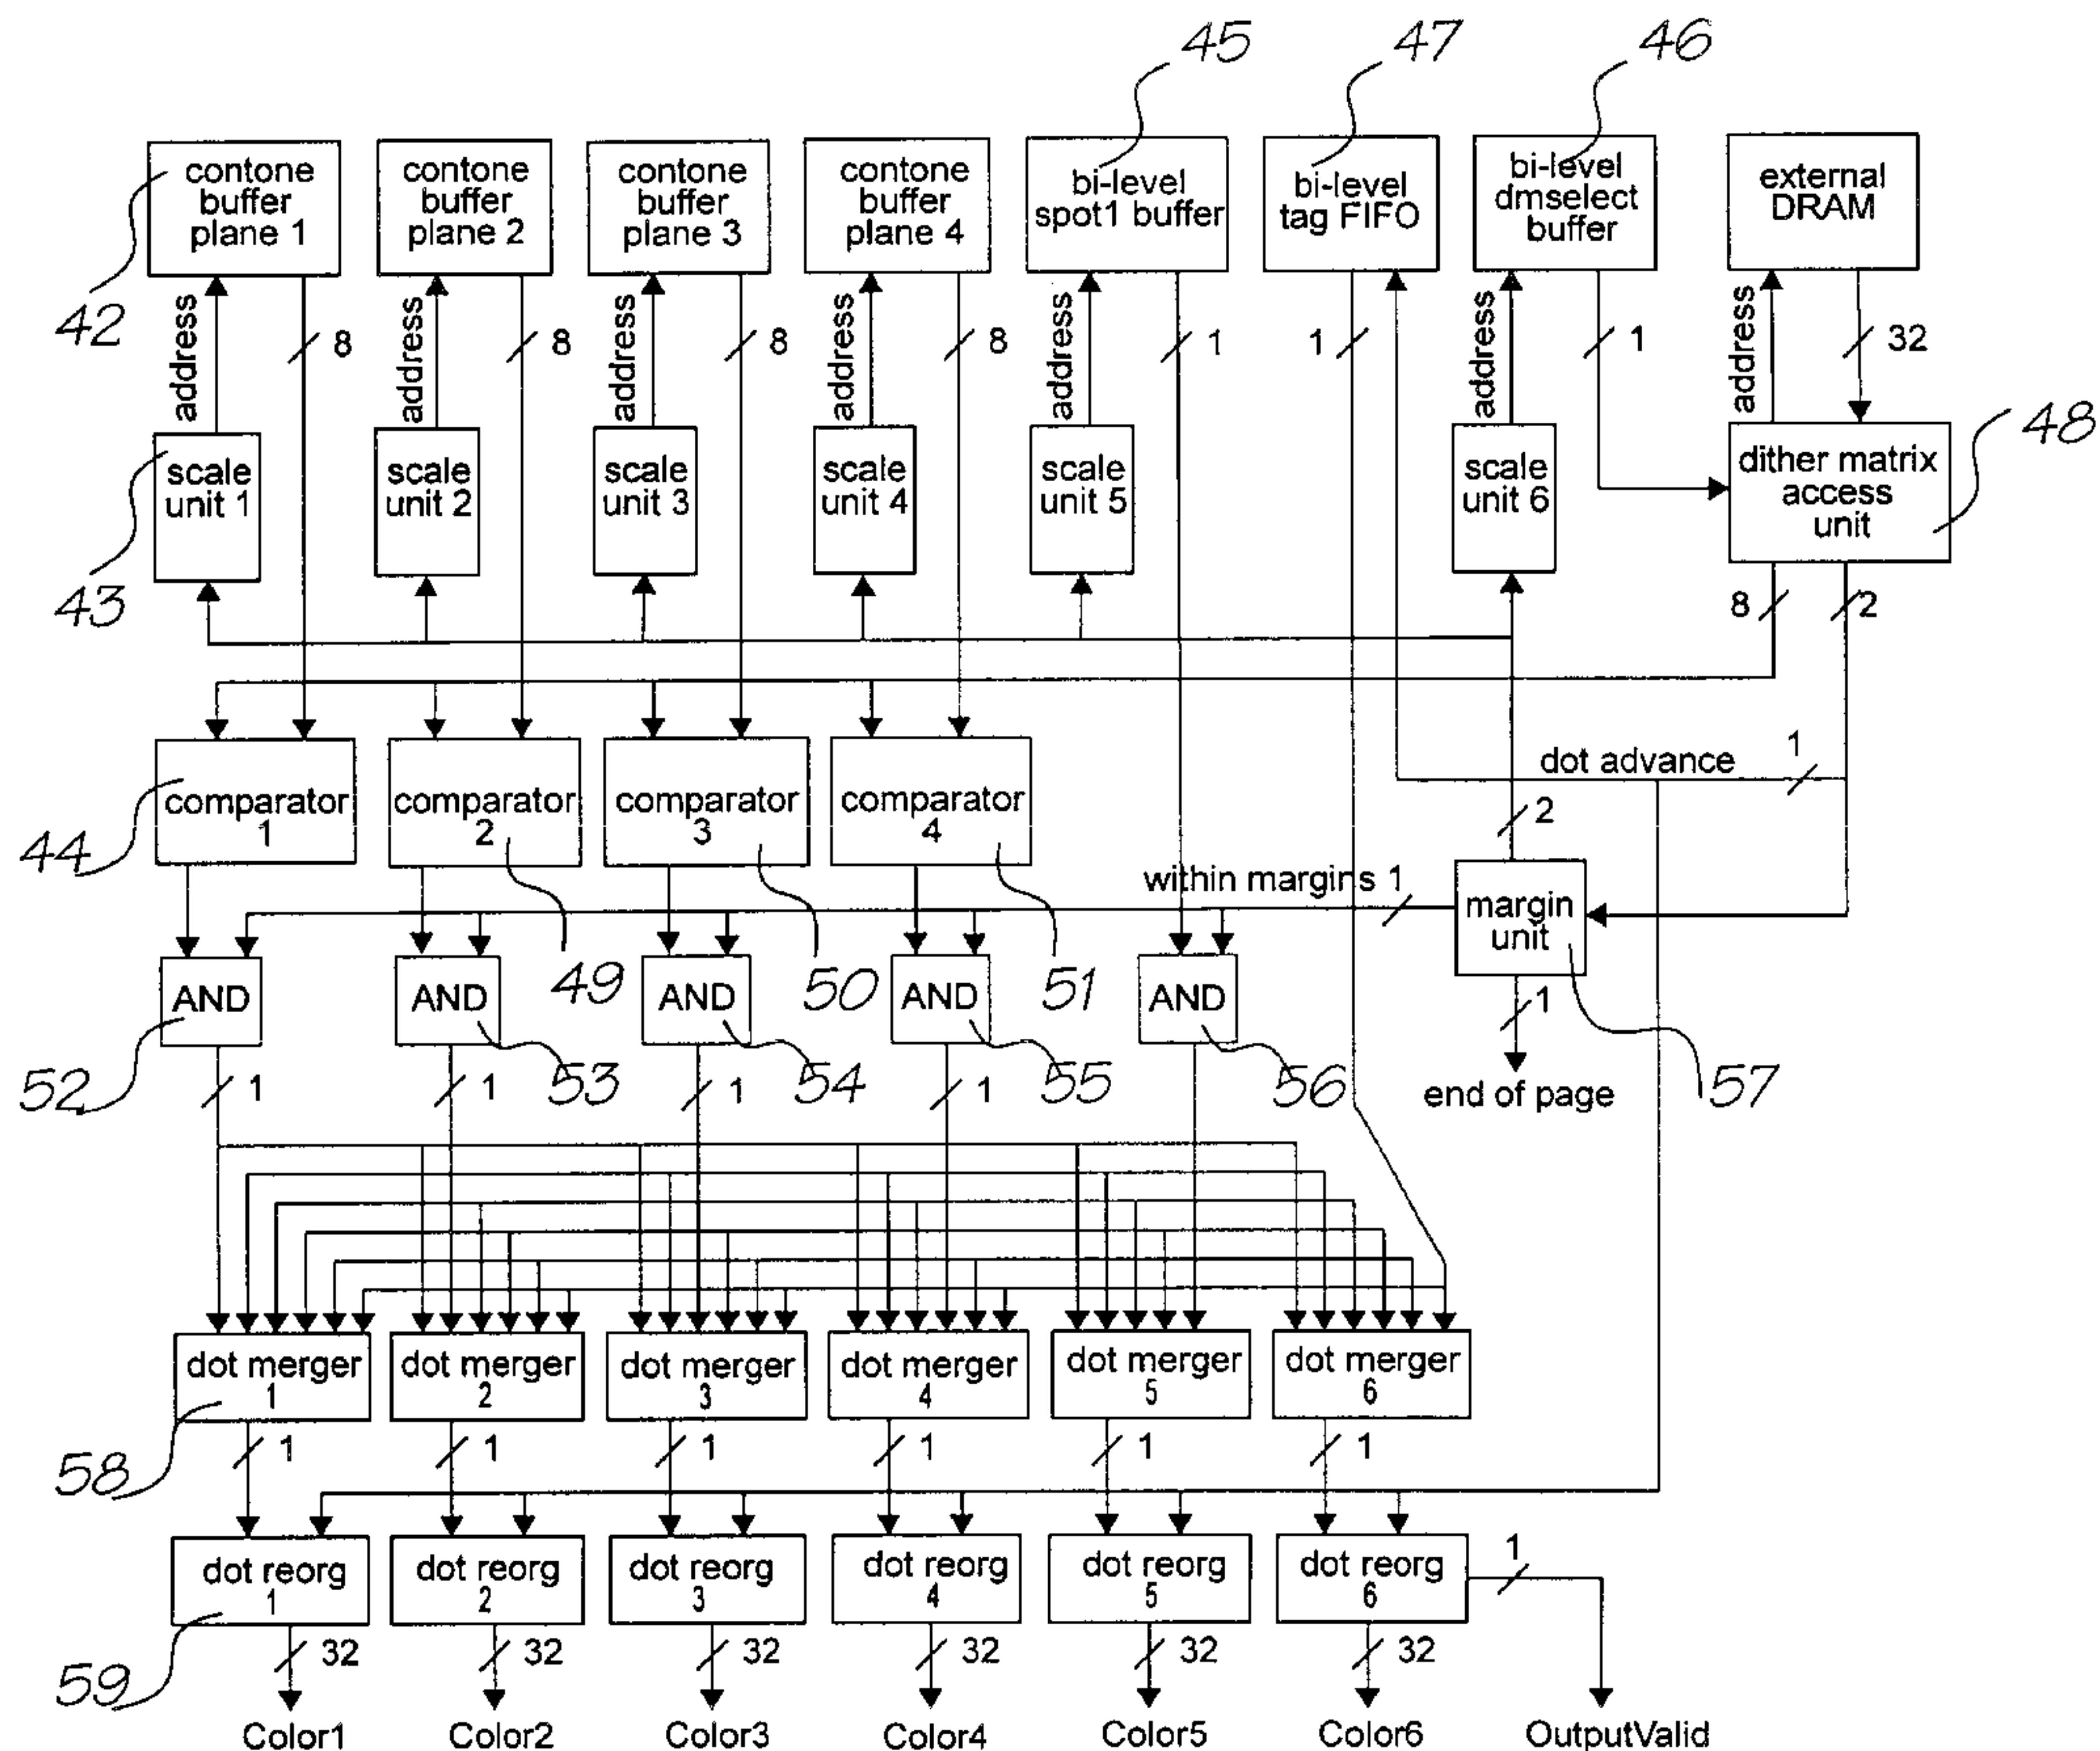 45
47
46
contone
buffer
plane 1
contone
buffer
plane 2
contone
buffer
plane 3
contone
buffer
plane 4
bi-level
spot1 buffer
bi-level
tag FIFO
bi-level
dmselect
buffer
external
DRAM
42
address
8
address
8
address
8
address
8
address
1
1
address
1
address
32
48
scale
unit 1
scale
unit 2
scale
unit 3
scale
unit 4
scale
unit 5
scale
unit 6
dither matrix
access
unit
43
8
2
dot advance
1
comparator
1
comparator
2
comparator
3
comparator
4
2
44
within margins 1
margin
unit
AND
AND
AND
AND
AND
49
50
51
1
52
1
1
53
1
54
1
55
56
end of page
57
dot merger
1
dot merger
2
dot merger
3
dot merger
4
dot merger
5
dot merger
6
58
1
1
1
1
1
1
dot reorg
1
dot reorg
2
dot reorg
3
dot reorg
4
dot reorg
5
dot reorg
6
1
59
32
32
32
32
32
32
Color1
Color2
Color3
Color4
Color5
Color6
OutputValid